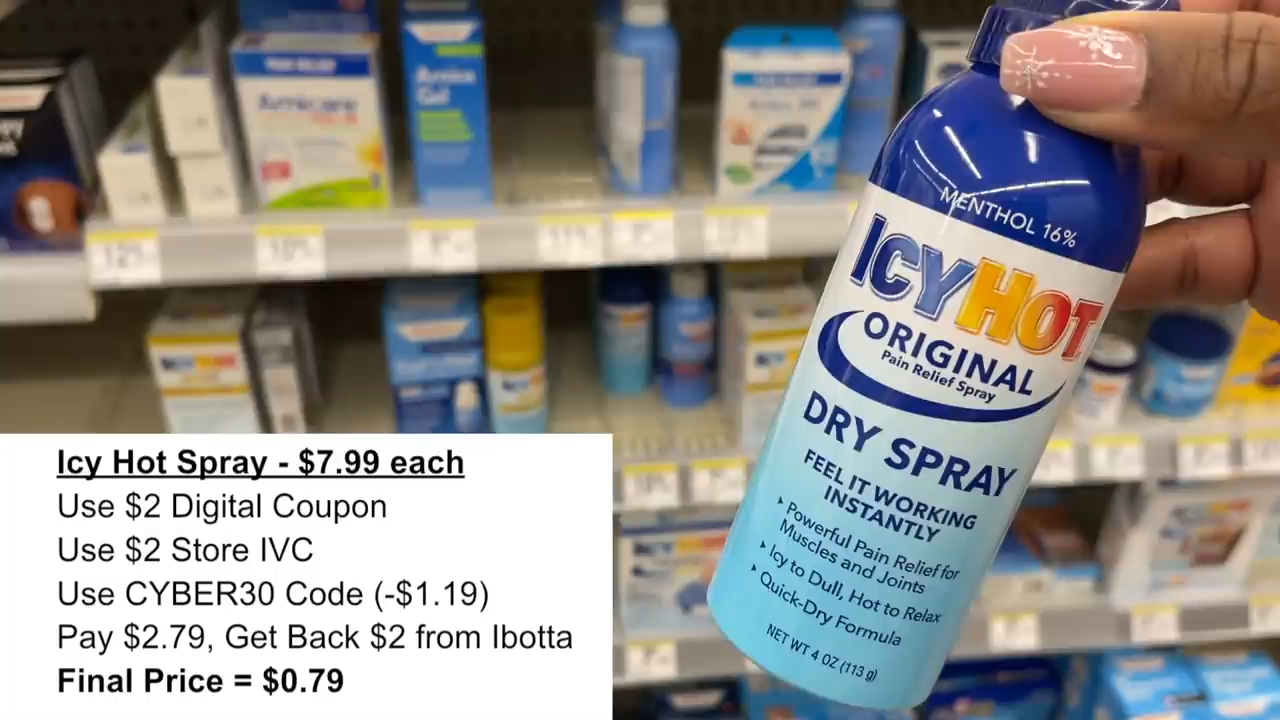 Arnicare
Arnica
Gel
MENTHOL 16%
ICY HOT
ORIGINAL
Pain Relief Spray
DRY SPRAY
FEEL IT WORKING
INSTANTLY
▸ Powerful Pain Relief for
Muscles and Joints
▸ Icy to Dull, Hot to Relax
▸ Quick-Dry Formula
NET WT 4 OZ (113 g)
Icy Hot Spray - $7.99 each
Use $2 Digital Coupon
Use $2 Store IVC
Use CYBER30 Code (-$1.19)
Pay $2.79, Get Back $2 from Ibotta
Final Price = $0.79